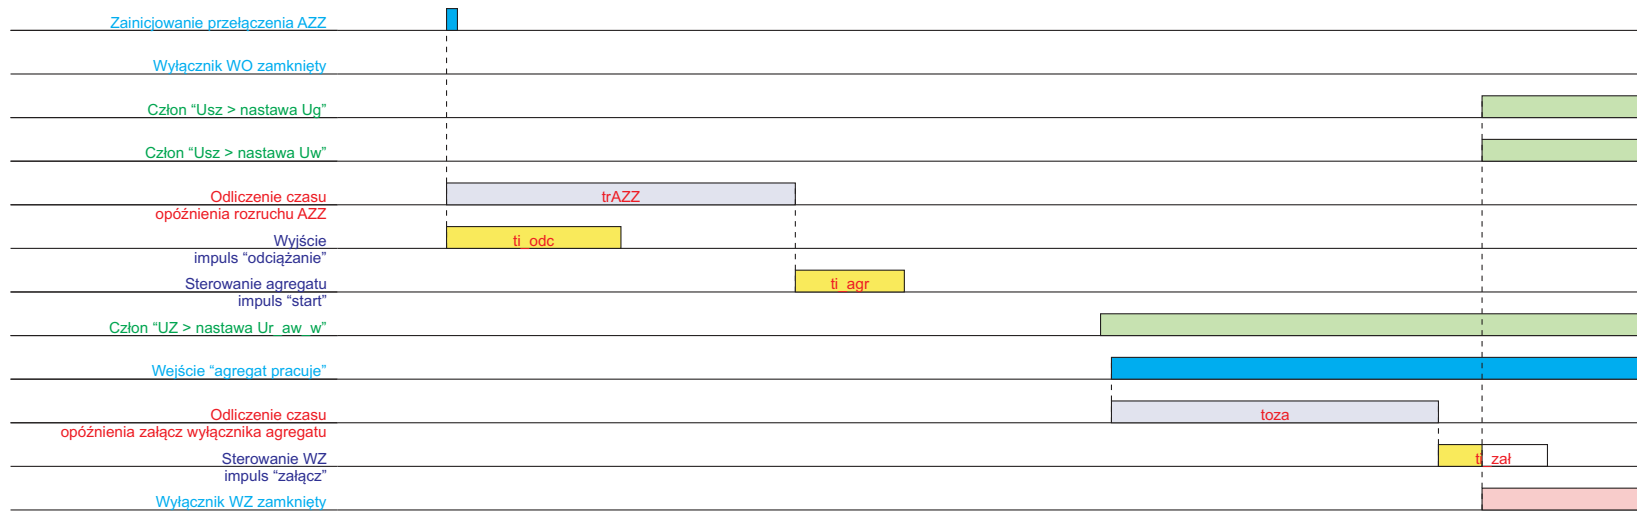 Zainicjowanie przełączenia AZZ
Wyłącznik WO zamknięty
Człon “Usz > nastawa Ug”
Człon “Usz > nastawa Uw”
Odliczenie czasu
opóźnienia rozruchu AZZ
trAZZ
Wyjście
impuls “odciążanie”
ti_odc
Sterowanie agregatu
impuls “start”
ti_agr
Człon “UZ > nastawa Ur_aw_w”
Wejście “agregat pracuje”
Odliczenie czasu
opóźnienia załącz wyłącznika agregatu
toza
Sterowanie WZ
impuls “załącz”
ti_zał
Wyłącznik WZ zamknięty